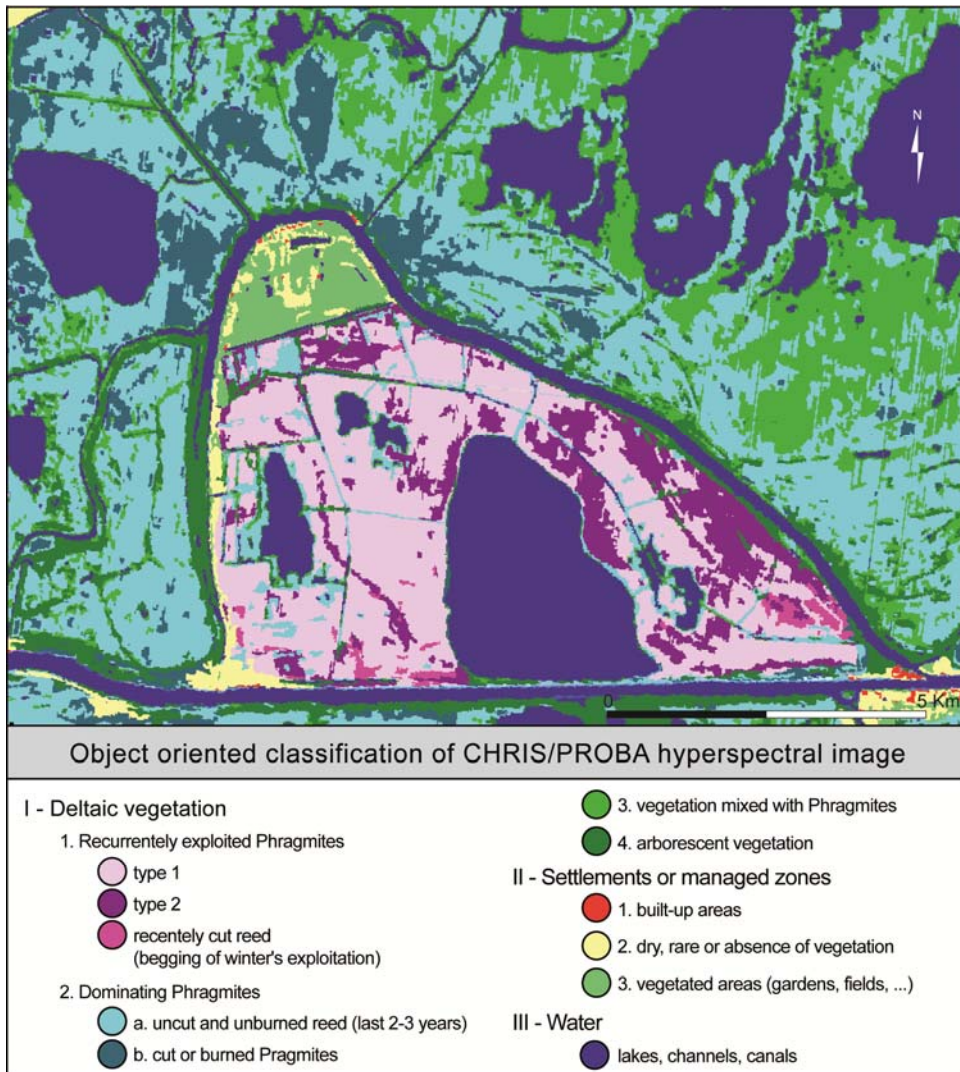 N
0 5 Km
Object oriented classification of CHRIS/PROBA hyperspectral image
I - Deltaic vegetation
1. Recurrentely exploited Phragmites
type 1
type 2
recentely cut reed
(begging of winter's exploitation)
2. Dominating Phragmites
a. uncut and unburned reed (last 2-3 years)
b. cut or burned Pragmites
3. vegetation mixed with Phragmites
4. arborescent vegetation
II - Settlements or managed zones
1. built-up areas
2. dry, rare or absence of vegetation
3. vegetated areas (gardens, fields, ...)
III - Water
lakes, channels, canals